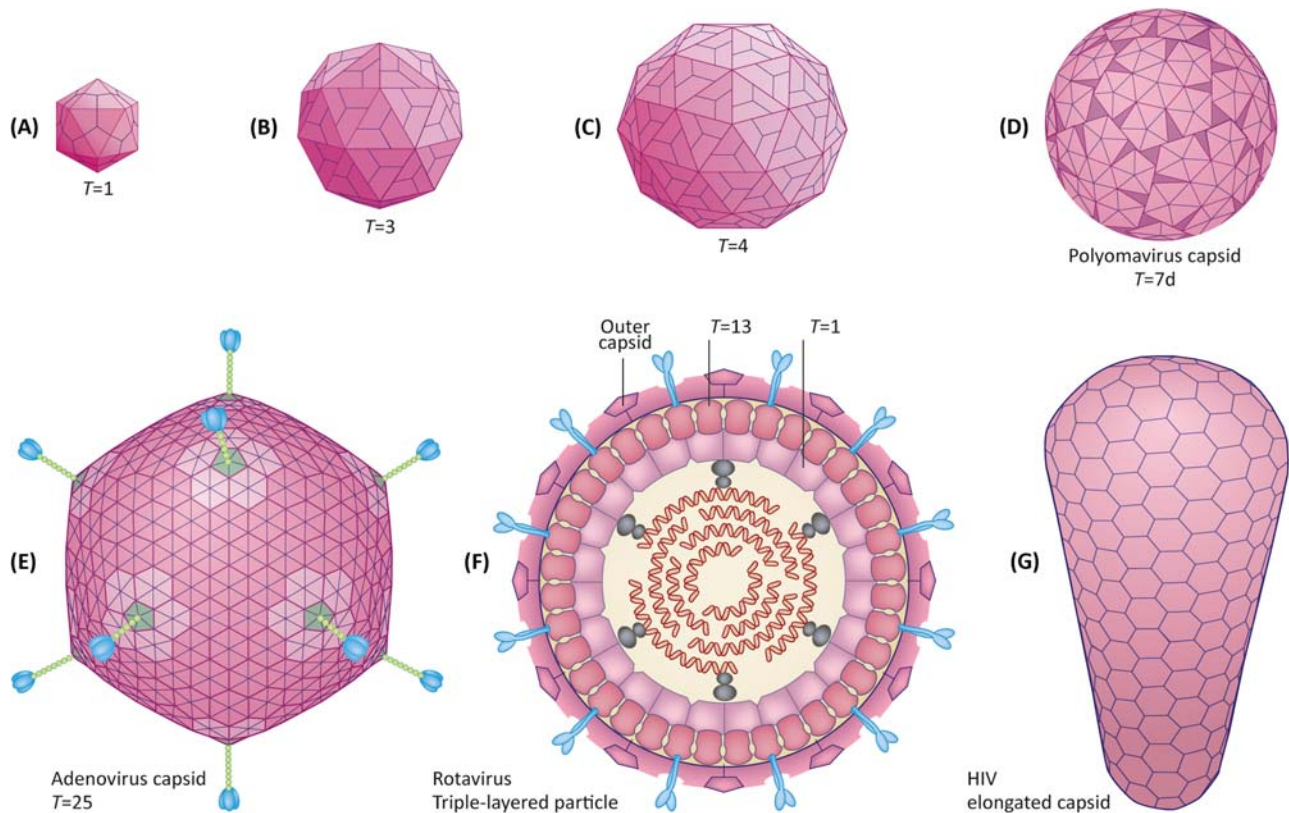 (A)
T=1
(B)
T=3
(C)
T=4
(D)
Polyomavirus capsid
T=7d
(E)
Adenovirus capsid
T=25
Outer
capsid
T=13
T=1
(F)
Rotavirus
Triple-layered particle
(G)
HIV
elongated capsid